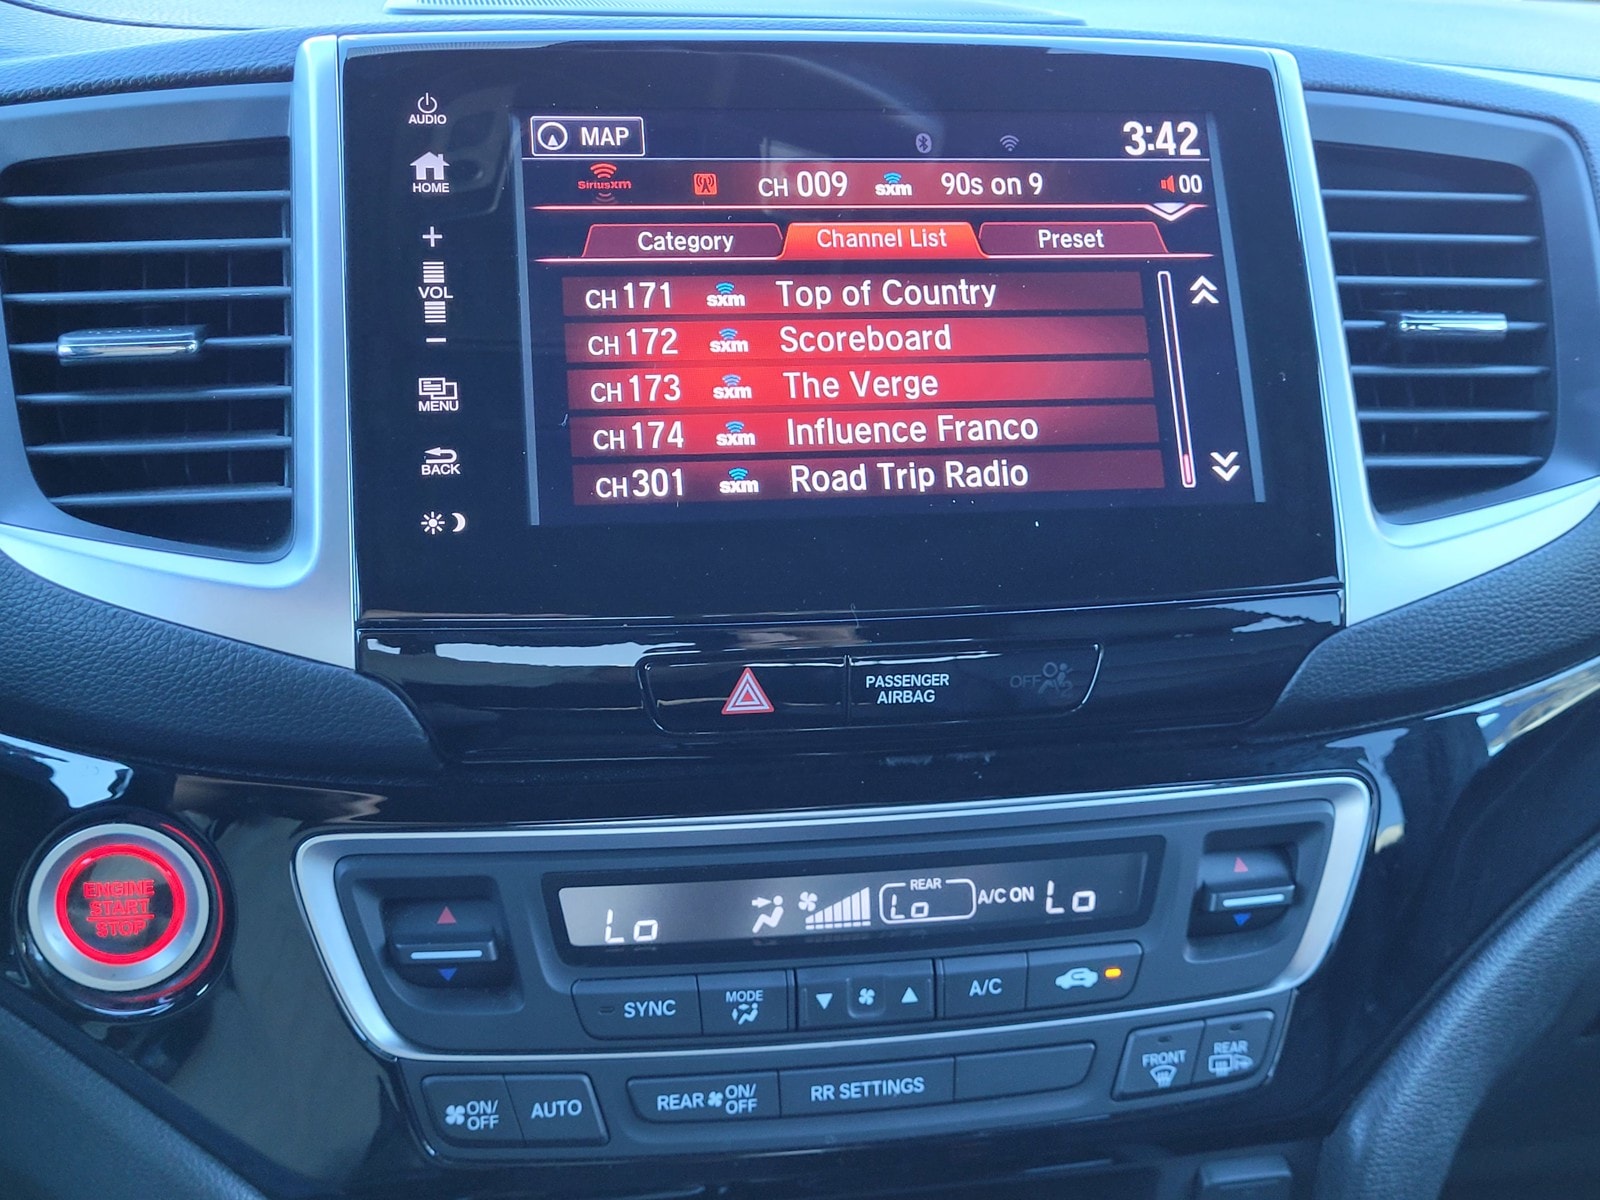 AUDIO
HOME
+
VOL
−
MENU
BACK
MAP
3:42
SiriusXM CH 009 sxm 90s on 9 00
Category Channel List Preset
CH 171 sxm Top of Country
CH 172 sxm Scoreboard
CH 173 sxm The Verge
CH 174 sxm Influence Franco
CH 301 sxm Road Trip Radio
PASSENGER
AIRBAG
OFF
ENGINE
START
STOP
Lo REAR Lo A/C ON Lo
SYNC MODE A/C
FRONT REAR
ON/
OFF
AUTO
REAR ON/
OFF
RR SETTINGS